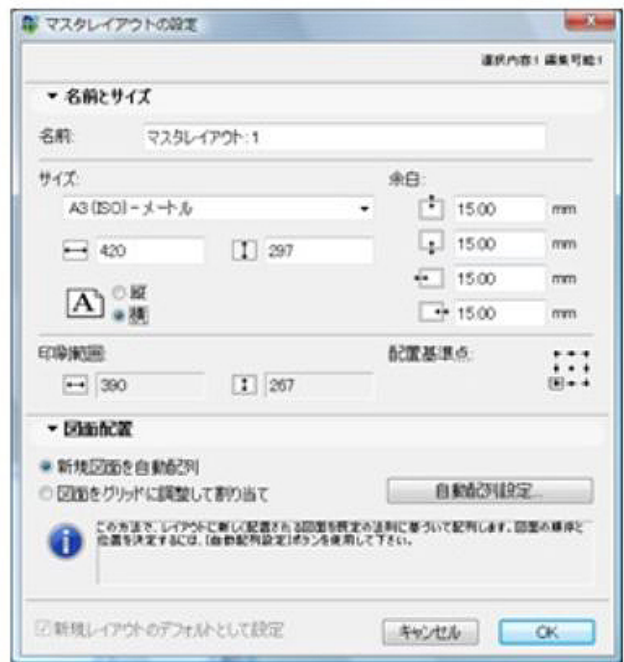 マスタレイアウトの設定
選択内容:1 編集可能:1
▼ 名前とサイズ
名前: マスタレイアウト:1
サイズ: 余白:
A3 (ISO) - メートル 15.00 mm
420 297 15.00 mm
15.00 mm
縦
A 横 15.00 mm
印刷範囲: 配置基準点:
390 267
▼ 図面配置
新規図面を自動配列
図面をグリッドに調整して割り当て 自動配列設定...
この方法で、レイアウトに新しく配置される図面を既定の法則に基づいて配列します。図面の順序と
位置を決定するには、[自動配列設定]ボタンを使用して下さい。
新規レイアウトのデフォルトとして設定 キャンセル OK